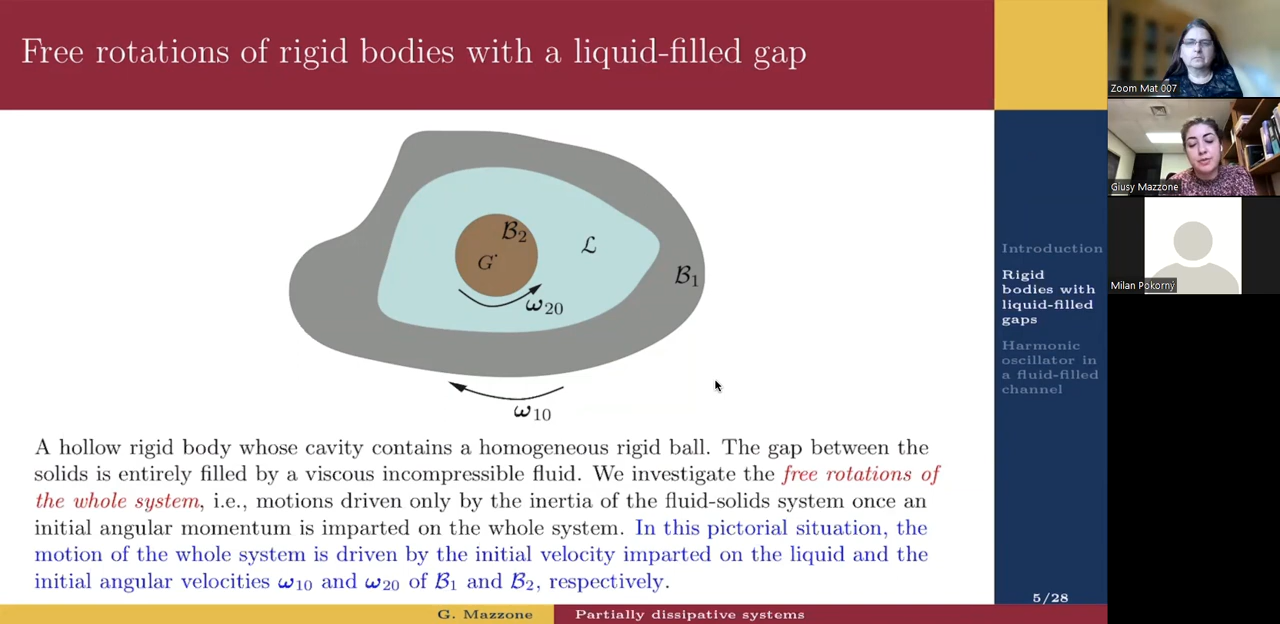 Free rotations of rigid bodies with a liquid-filled gap
ℬ₂
ℒ
G
ℬ₁
ω₂₀
ω₁₀
A hollow rigid body whose cavity contains a homogeneous rigid ball. The gap between the
solids is entirely filled by a viscous incompressible fluid. We investigate the free rotations of
the whole system, i.e., motions driven only by the inertia of the fluid-solids system once an
initial angular momentum is imparted on the whole system. In this pictorial situation, the
motion of the whole system is driven by the initial velocity imparted on the liquid and the
initial angular velocities ω₁₀ and ω₂₀ of ℬ₁ and ℬ₂, respectively.
Introduction
Rigid
bodies with
liquid-filled
gaps
Harmonic
oscillator in
a fluid-filled
channel
5/28
G. Mazzone
Partially dissipative systems
Zoom Mat 007
Giusy Mazzone
Milan Pokorný